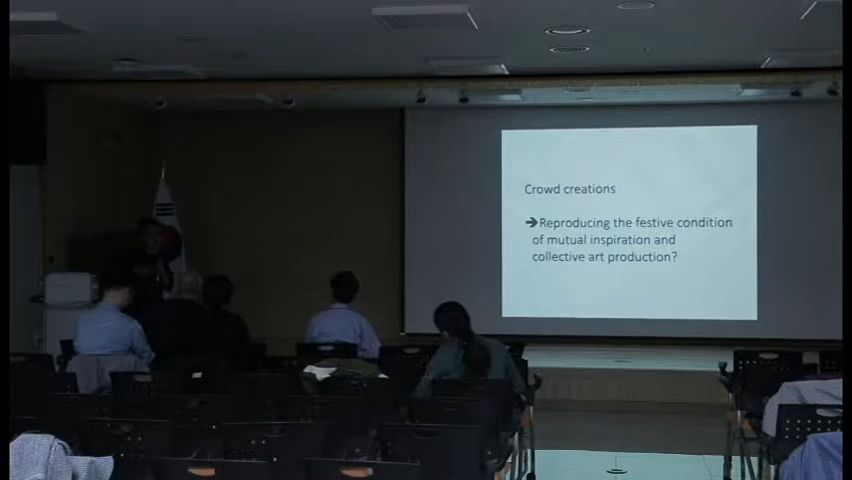 Crowd creations
➔Reproducing the festive condition
of mutual inspiration and
collective art production?